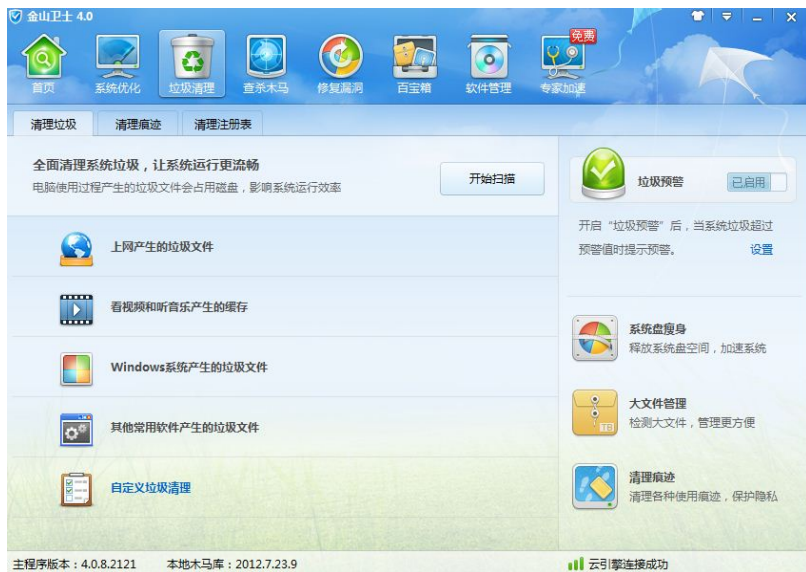 金山卫士 4.0
免费
首页
系统优化
垃圾清理
查杀木马
修复漏洞
百宝箱
软件管理
专家加速
清理垃圾
清理痕迹
清理注册表
全面清理系统垃圾，让系统运行更流畅
电脑使用过程产生的垃圾文件会占用磁盘，影响系统运行效率
开始扫描
上网产生的垃圾文件
看视频和听音乐产生的缓存
Windows系统产生的垃圾文件
其他常用软件产生的垃圾文件
自定义垃圾清理
垃圾预警
已启用
开启“垃圾预警”后，当系统垃圾超过
预警值时提示预警。
设置
系统盘瘦身
释放系统盘空间，加速系统
TB
大文件管理
检测大文件，管理更方便
清理痕迹
清理各种使用痕迹，保护隐私
主程序版本：4.0.8.2121
本地木马库：2012.7.23.9
云引擎连接成功